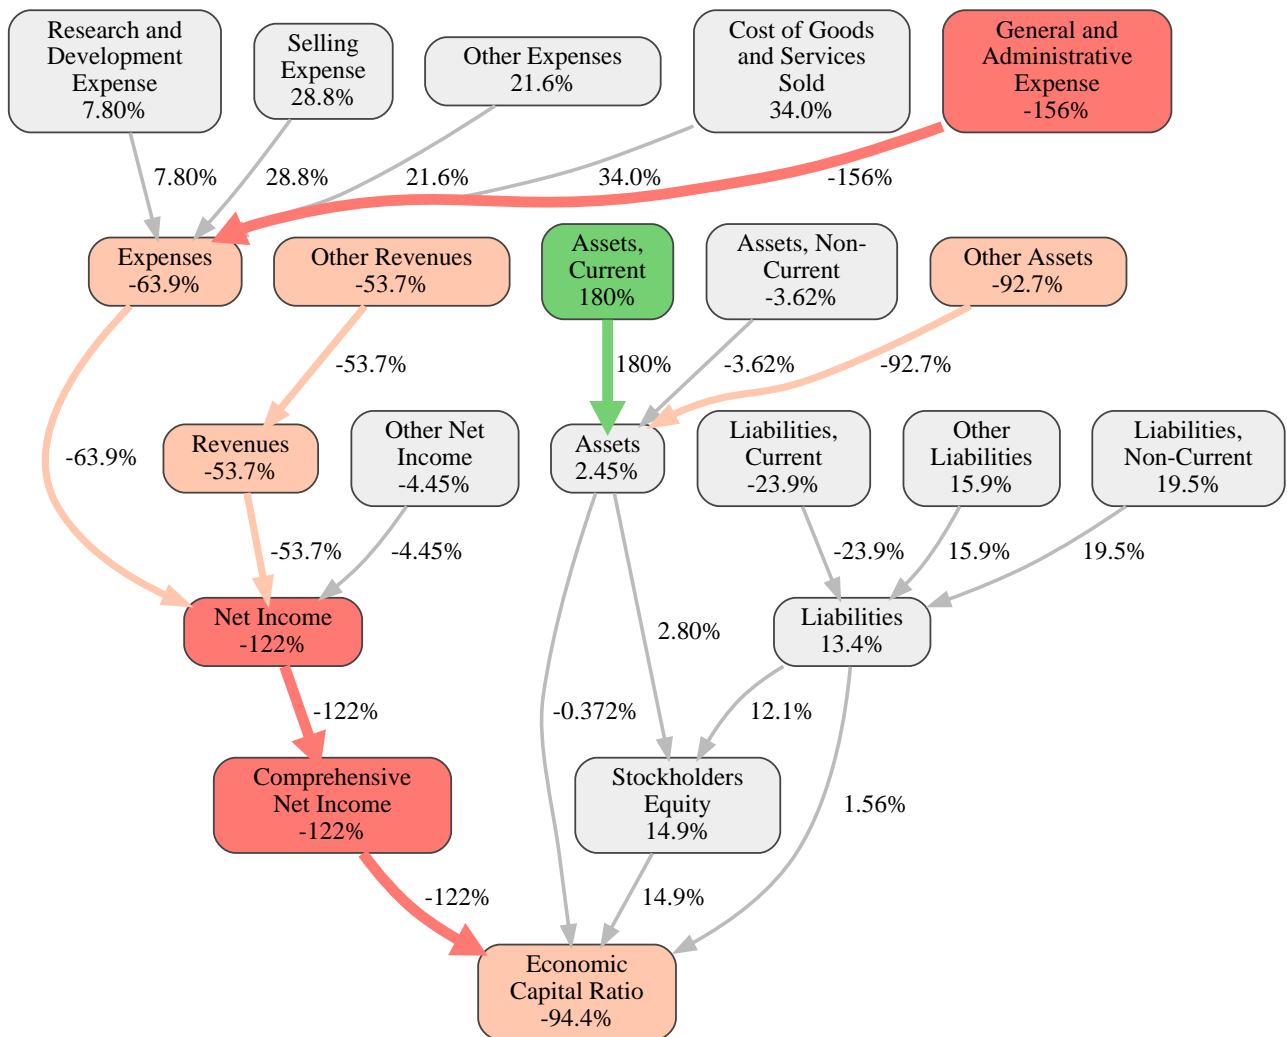 Research and
Development
Expense
7.80%
Selling
Expense
28.8%
Other Expenses
21.6%
Cost of Goods
and Services
Sold
34.0%
General and
Administrative
Expense
-156%
7.80%
28.8%
21.6%
34.0%
-156%
Expenses
-63.9%
Other Revenues
-53.7%
Assets,
Current
180%
Assets, Non-
Current
-3.62%
Other Assets
-92.7%
-53.7%
180%
-3.62%
-92.7%
-63.9%
Revenues
-53.7%
Other Net
Income
-4.45%
Assets
2.45%
Liabilities,
Current
-23.9%
Other
Liabilities
15.9%
Liabilities,
Non-Current
19.5%
-53.7%
-4.45%
-23.9%
15.9%
19.5%
Net Income
-122%
2.80%
Liabilities
13.4%
-122%
-0.372%
12.1%
Comprehensive
Net Income
-122%
Stockholders
Equity
14.9%
1.56%
-122%
14.9%
Economic
Capital Ratio
-94.4%